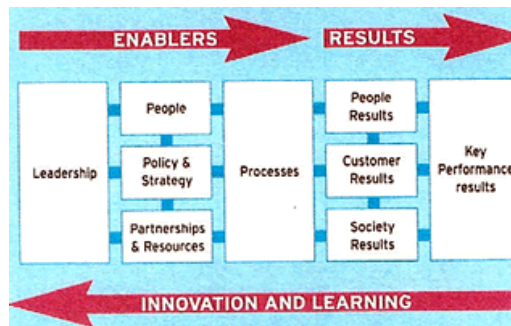 ENABLERS
RESULTS
Leadership
People
Policy &
Strategy
Partnerships
& Resources
Processes
People
Results
Customer
Results
Society
Results
Key
Performance
results
INNOVATION AND LEARNING